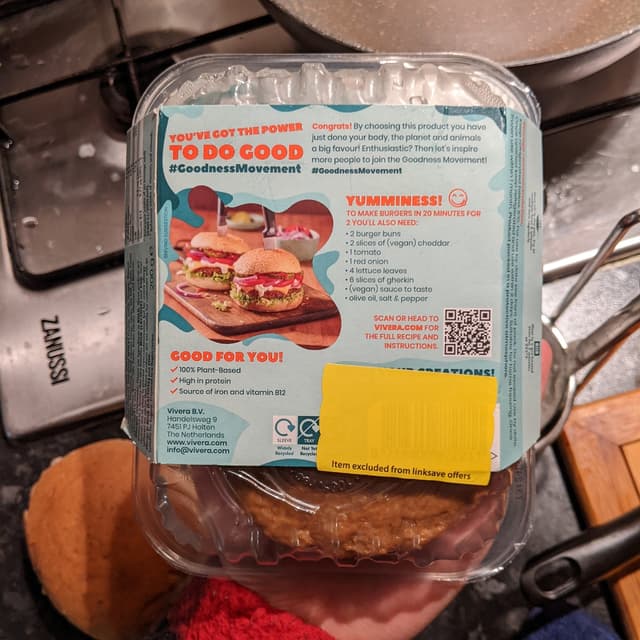 YOU'VE GOT THE POWER
TO DO GOOD
#GoodnessMovement
Congrats! By choosing this product you have
just done your body, the planet and animals
a big favour! Enthusiastic? Then let's inspire
more people to join the Goodness Movement!
#GoodnessMovement
YUMMINESS!
TO MAKE BURGERS IN 20 MINUTES FOR
2 YOU'LL ALSO NEED:
• 2 burger buns
• 2 slices of (vegan) cheddar
• 1 tomato
• 1 red onion
• 4 lettuce leaves
• 6 slices of gherkin
• (vegan) sauce to taste
• olive oil, salt & pepper
SCAN OR HEAD TO
VIVERA.COM FOR
THE FULL RECIPE AND
INSTRUCTIONS.
GOOD FOR YOU!
✓ 100% Plant-Based
✓ High in protein
✓ Source of iron and vitamin B12
Vivera B.V.
Handelsweg 9
7451 PJ Holten
The Netherlands
www.vivera.com
info@vivera.com
SLEEVE
Widely
Recycled
TRAY
CREATIONS!
Item excluded from linksave offers
ZANUSSI